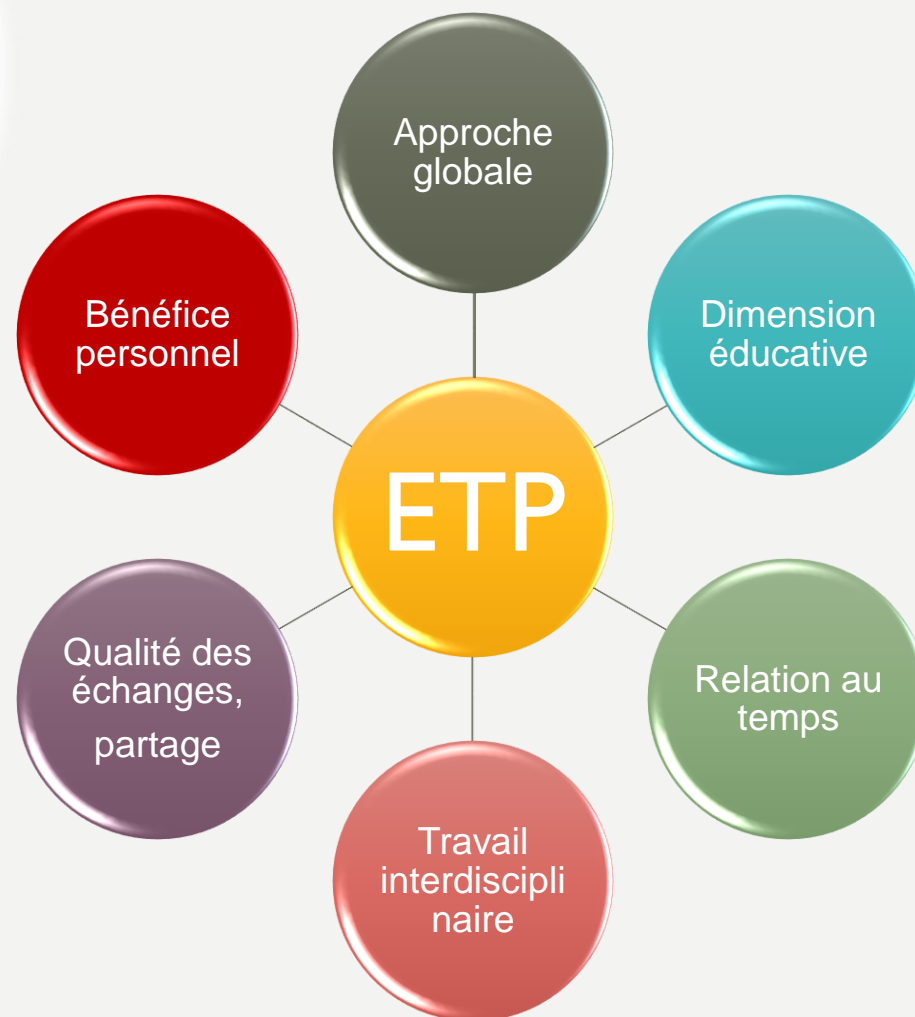 Approche
globale
Bénéfice
personnel
Dimension
éducative
ETP
Qualité des
échanges,
partage
Relation au
temps
Travail
interdiscipli
naire